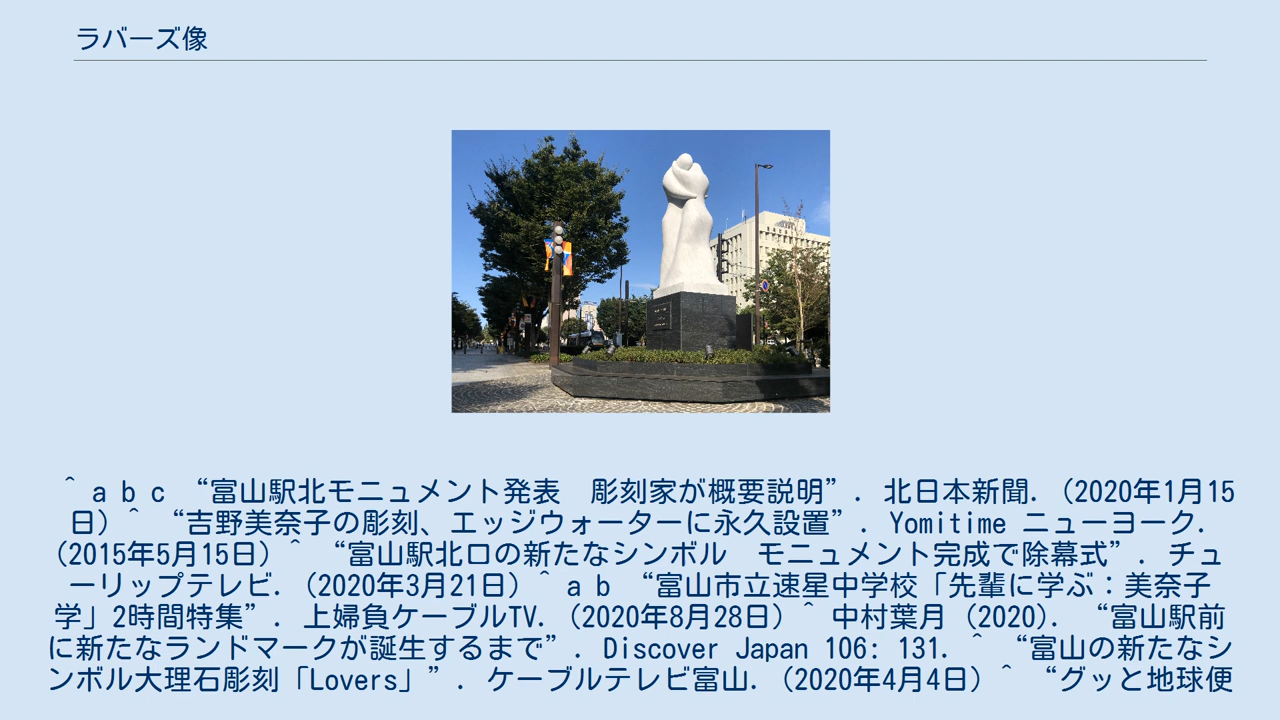 ラバーズ像
^ a b c “富山駅北モニュメント発表　彫刻家が概要説明”. 北日本新聞. (2020年1月15
日) ^ “吉野美奈子の彫刻、エッジウォーターに永久設置”. Yomitime ニューヨーク.
(2015年5月15日) ^ “富山駅北口の新たなシンボル　モニュメント完成で除幕式”. チュ
ーリップテレビ. (2020年3月21日) ^ a b “富山市立速星中学校「先輩に学ぶ：美奈子
学」2時間特集”. 上婦負ケーブルTV. (2020年8月28日) ^ 中村葉月 (2020). “富山駅前
に新たなランドマークが誕生するまで”. Discover Japan 106: 131. ^ “富山の新たなシ
ンボル大理石彫刻「Lovers」”. ケーブルテレビ富山. (2020年4月4日) ^ “グッと地球便